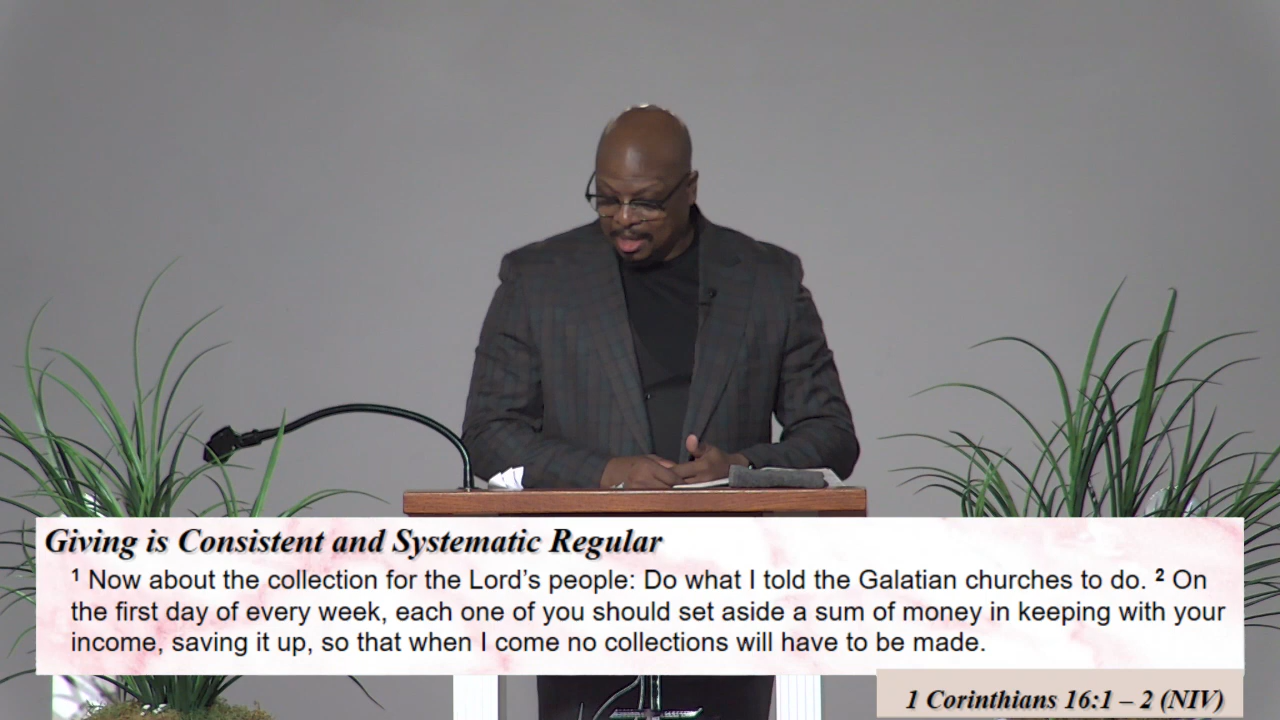 Giving is Consistent and Systematic Regular
¹ Now about the collection for the Lord’s people: Do what I told the Galatian churches to do. ² On
the first day of every week, each one of you should set aside a sum of money in keeping with your
income, saving it up, so that when I come no collections will have to be made.
1 Corinthians 16:1 – 2 (NIV)